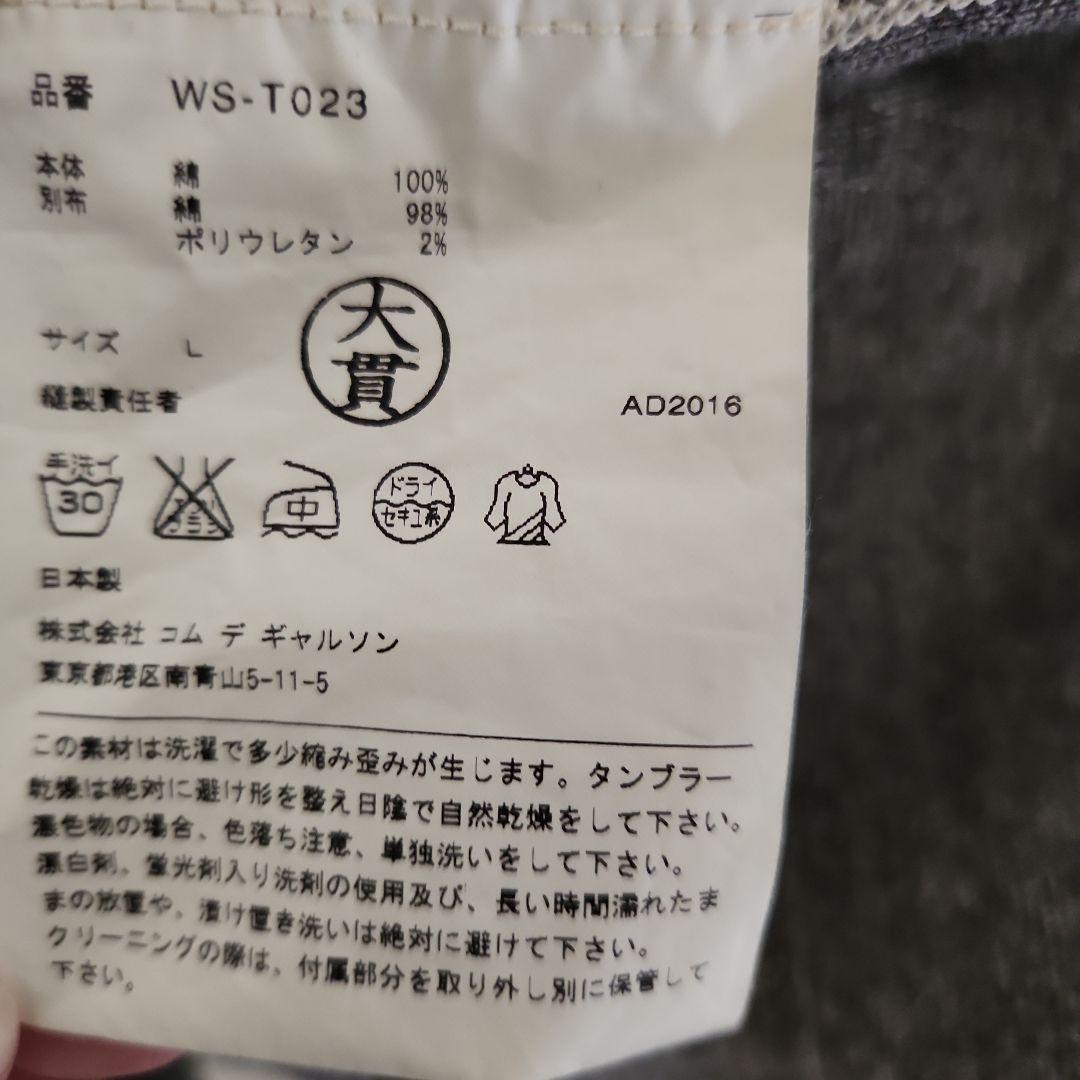 品番 WS-T023
本体 綿 100%
別布 綿 98%
ポリウレタン 2%
サイズ L
大貫
縫製責任者
AD2016
手洗イ
30
エンソサラシ
中
ドライ
セキユ系
日本製
株式会社 コム デ ギャルソン
東京都港区南青山5-11-5
この素材は洗濯で多少縮み歪みが生じます。タンブラー
乾燥は絶対に避け形を整え日陰で自然乾燥をして下さい。
濃色物の場合、色落ち注意、単独洗いをして下さい。
漂白剤、蛍光剤入り洗剤の使用及び、長い時間濡れたま
まの放置や、漬け置き洗いは絶対に避けて下さい。
クリーニングの際は、付属部分を取り外し別に保管して
下さい。